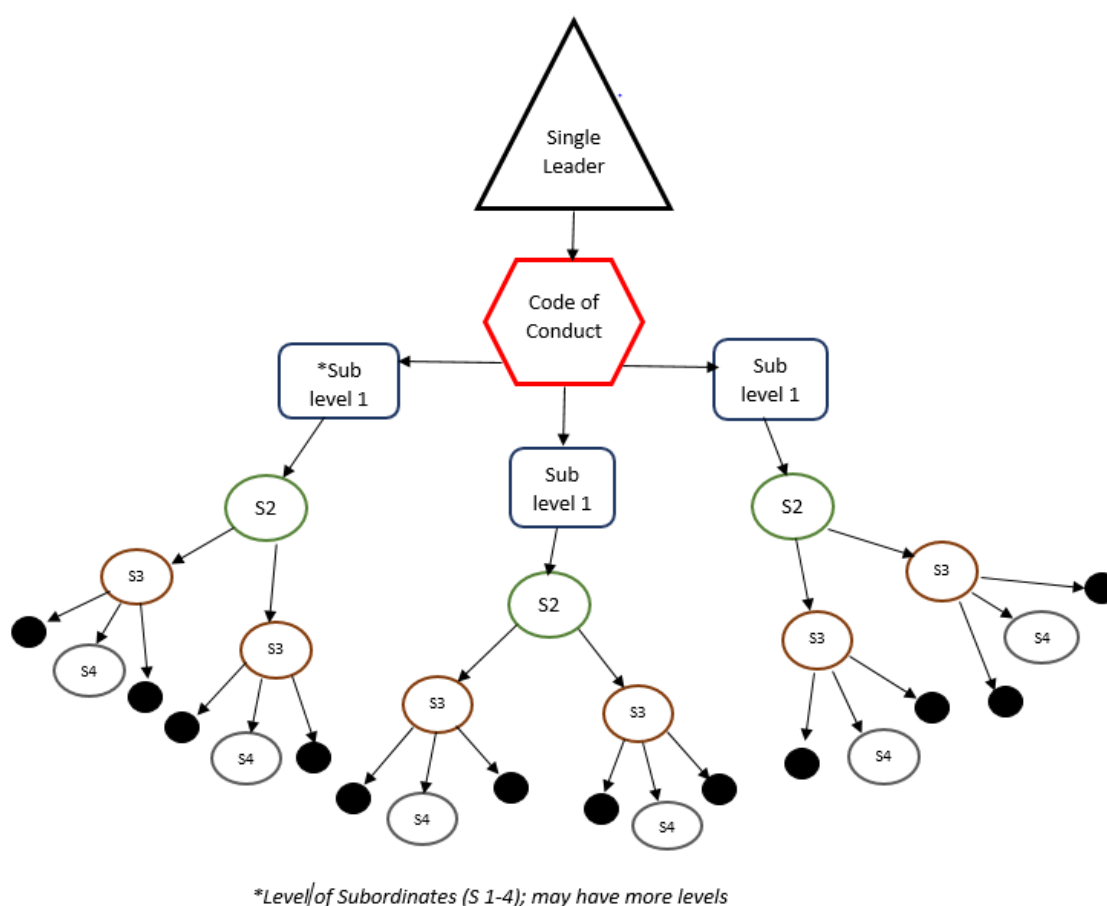 Single
Leader
Code of
Conduct
*Sub
level 1
Sub
level 1
Sub
level 1
S2
S2
S2
S3
S3
S3
S3
S3
S3
S4
S4
S4
S4
S4
S4
*Level of Subordinates (S 1-4); may have more levels